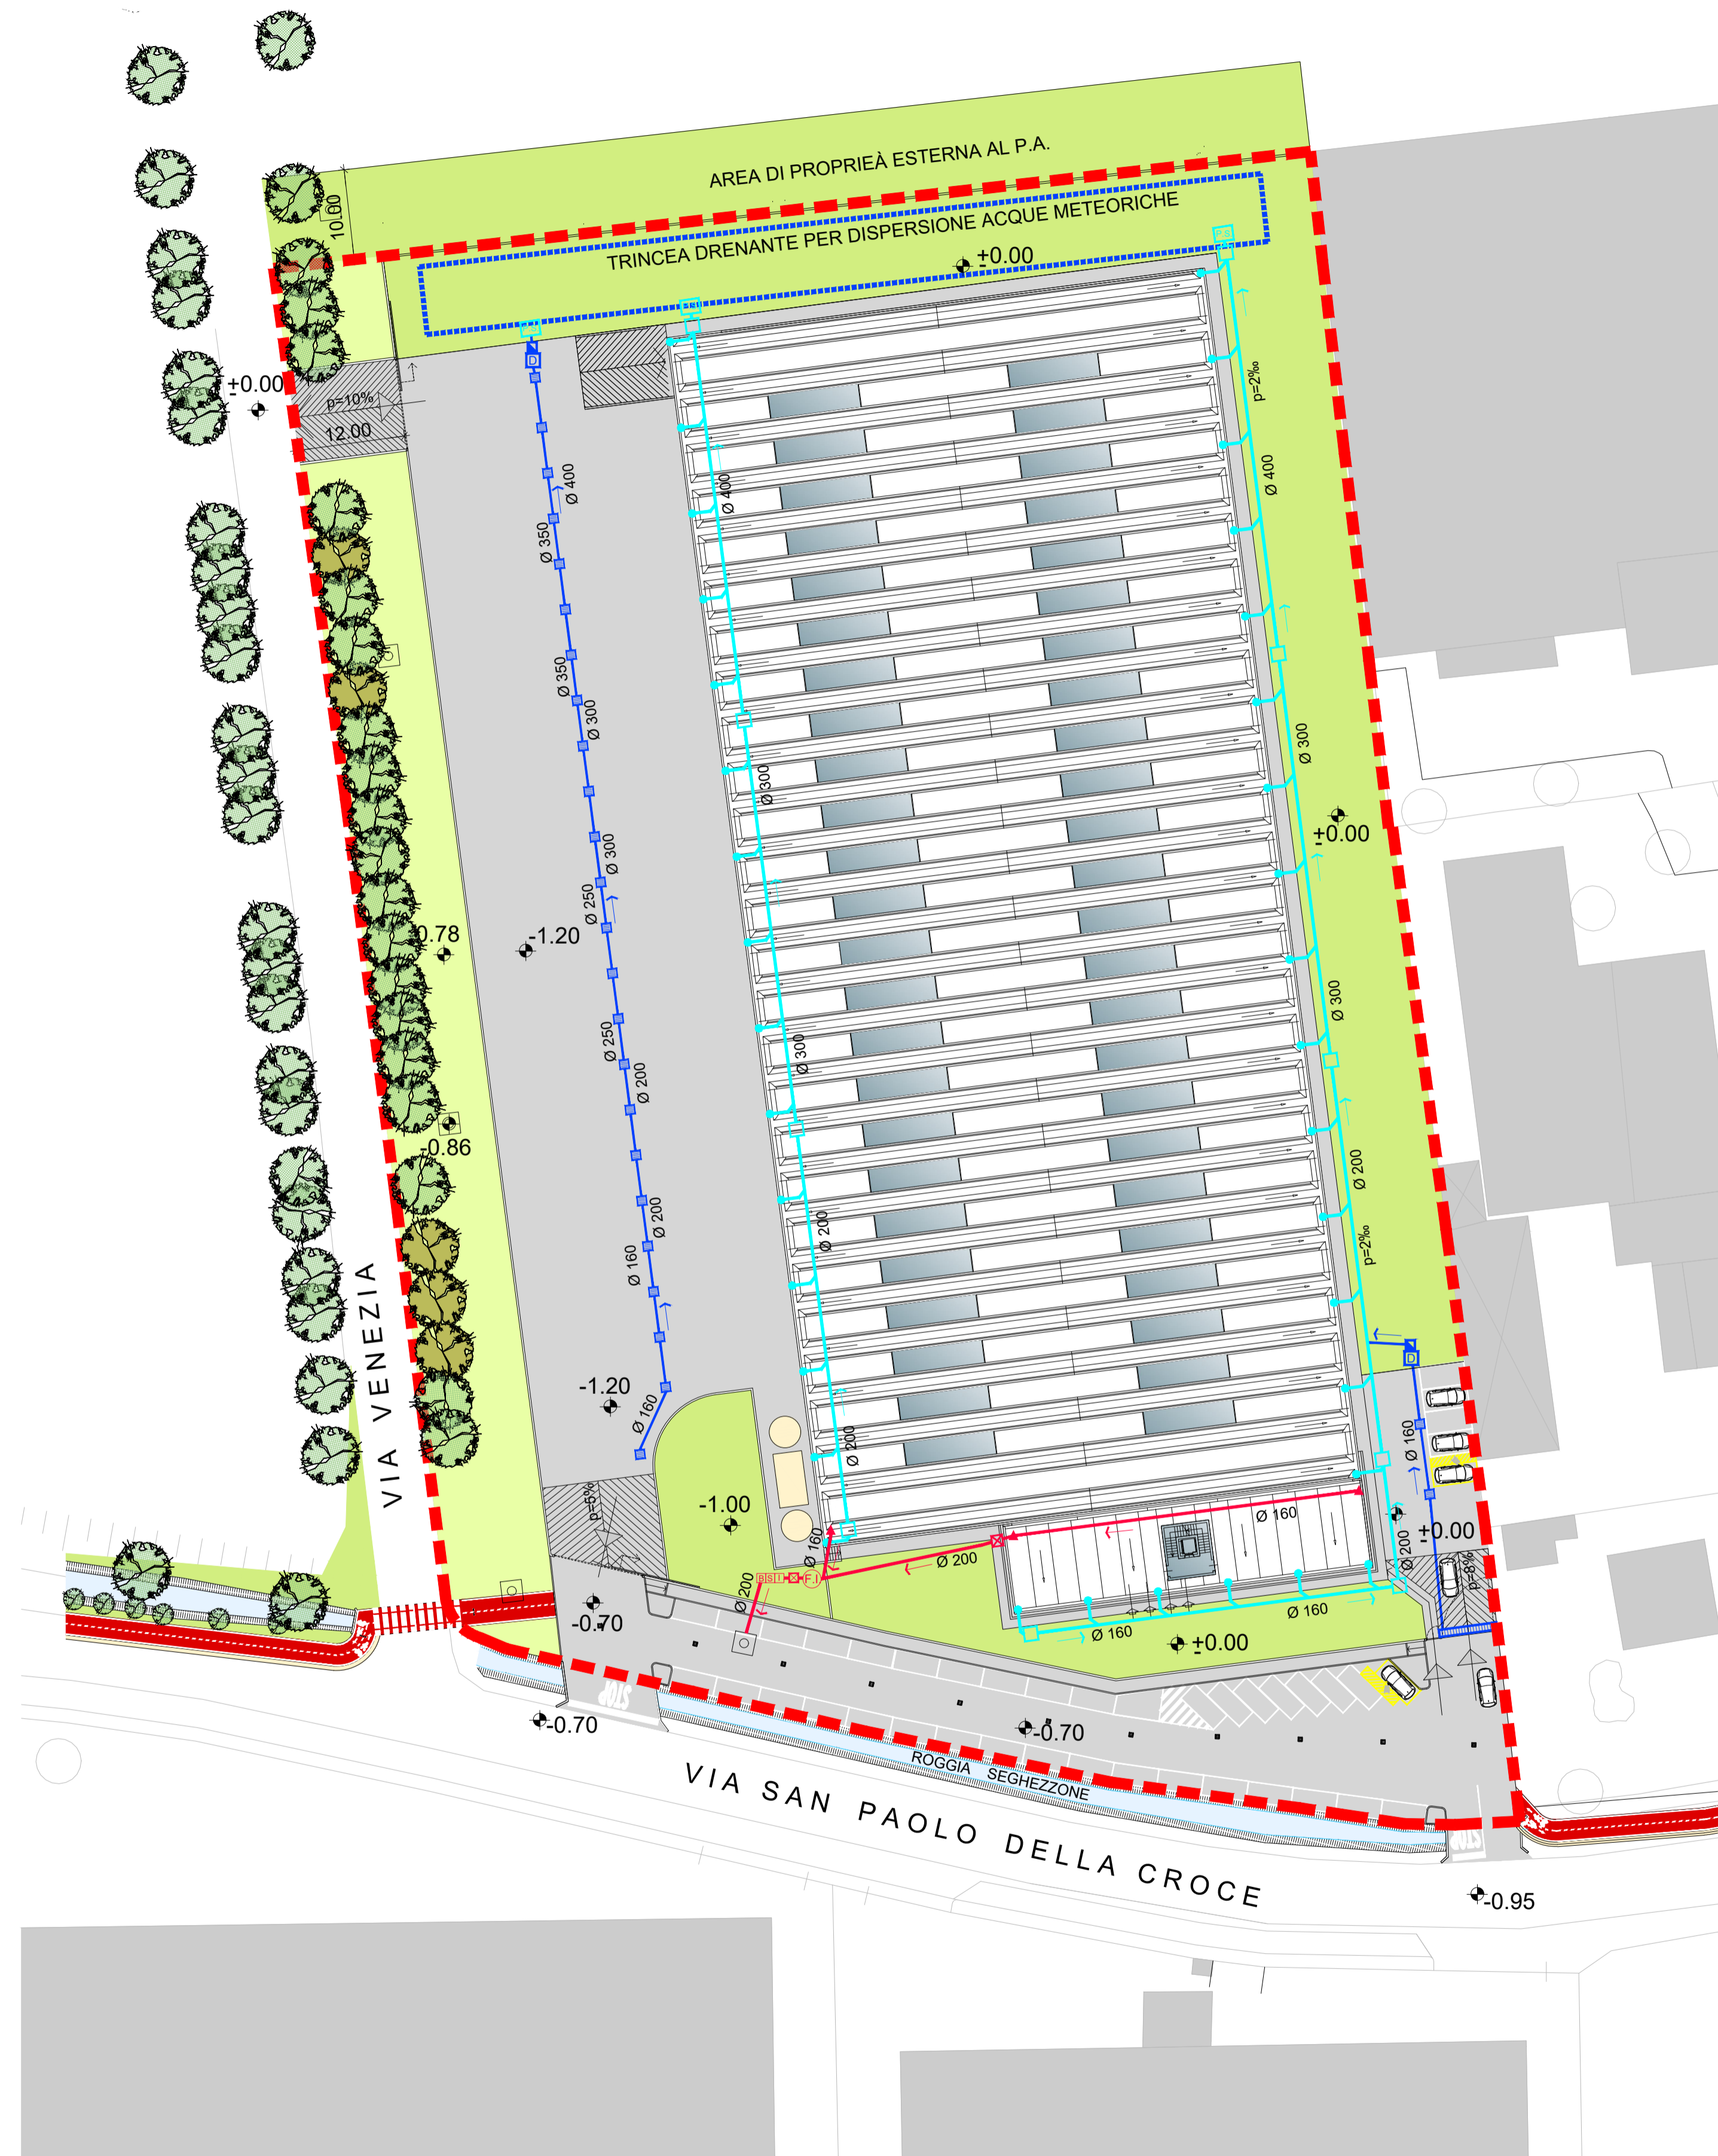 AREA DI PROPRIEÀ ESTERNA AL P.A.
10.00
TRINCEA DRENANTE PER DISPERSIONE ACQUE METEORICHE
P.S.
±0.00
D
±0.00
p=10%
12.00
p=2‰
Ø 400
Ø 400
Ø 400
Ø 350
Ø 350
Ø 300
Ø 300
Ø 300
Ø 300
±0.00
Ø 250
-0.78
-1.20
Ø 250
Ø 300
Ø 300
Ø 200
-0.86
Ø 200
Ø 200
Ø 200
p=2‰
Ø 160
VIA VENEZIA
D
-1.20
Ø 160
Ø 200
Ø 160
p=5%
-1.00
Ø 160
Ø 160
±0.00
Ø 200
Ø 200
p=8%
B S I
F.I
Ø 200
Ø 160
Ø 160
-0.70
±0.00
STOP
-0.70
-0.70
ROGGIA SEGHEZZONE
VIA SAN PAOLO DELLA CROCE
STOP
-0.95